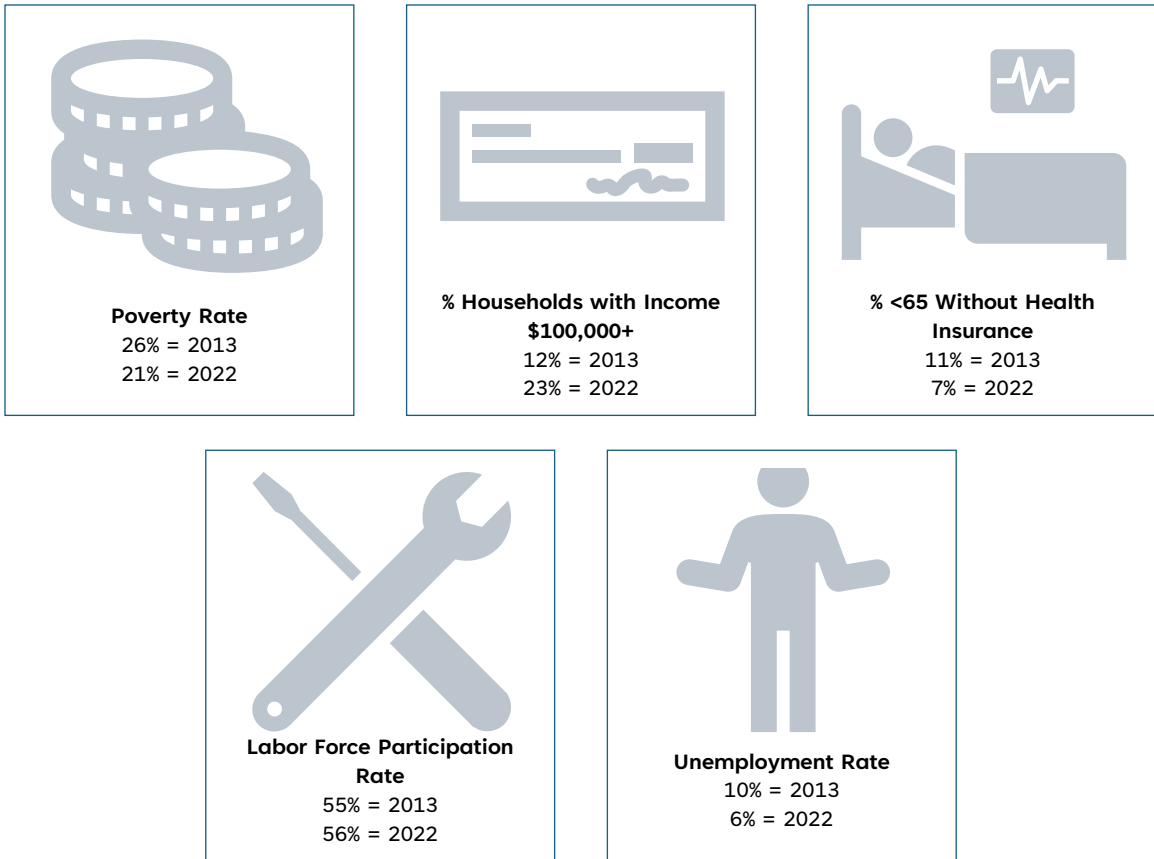 Poverty Rate
26% = 2013
21% = 2022
% Households with Income
$100,000+
12% = 2013
23% = 2022
% <65 Without Health
Insurance
11% = 2013
7% = 2022
Labor Force Participation
Rate
55% = 2013
56% = 2022
Unemployment Rate
10% = 2013
6% = 2022